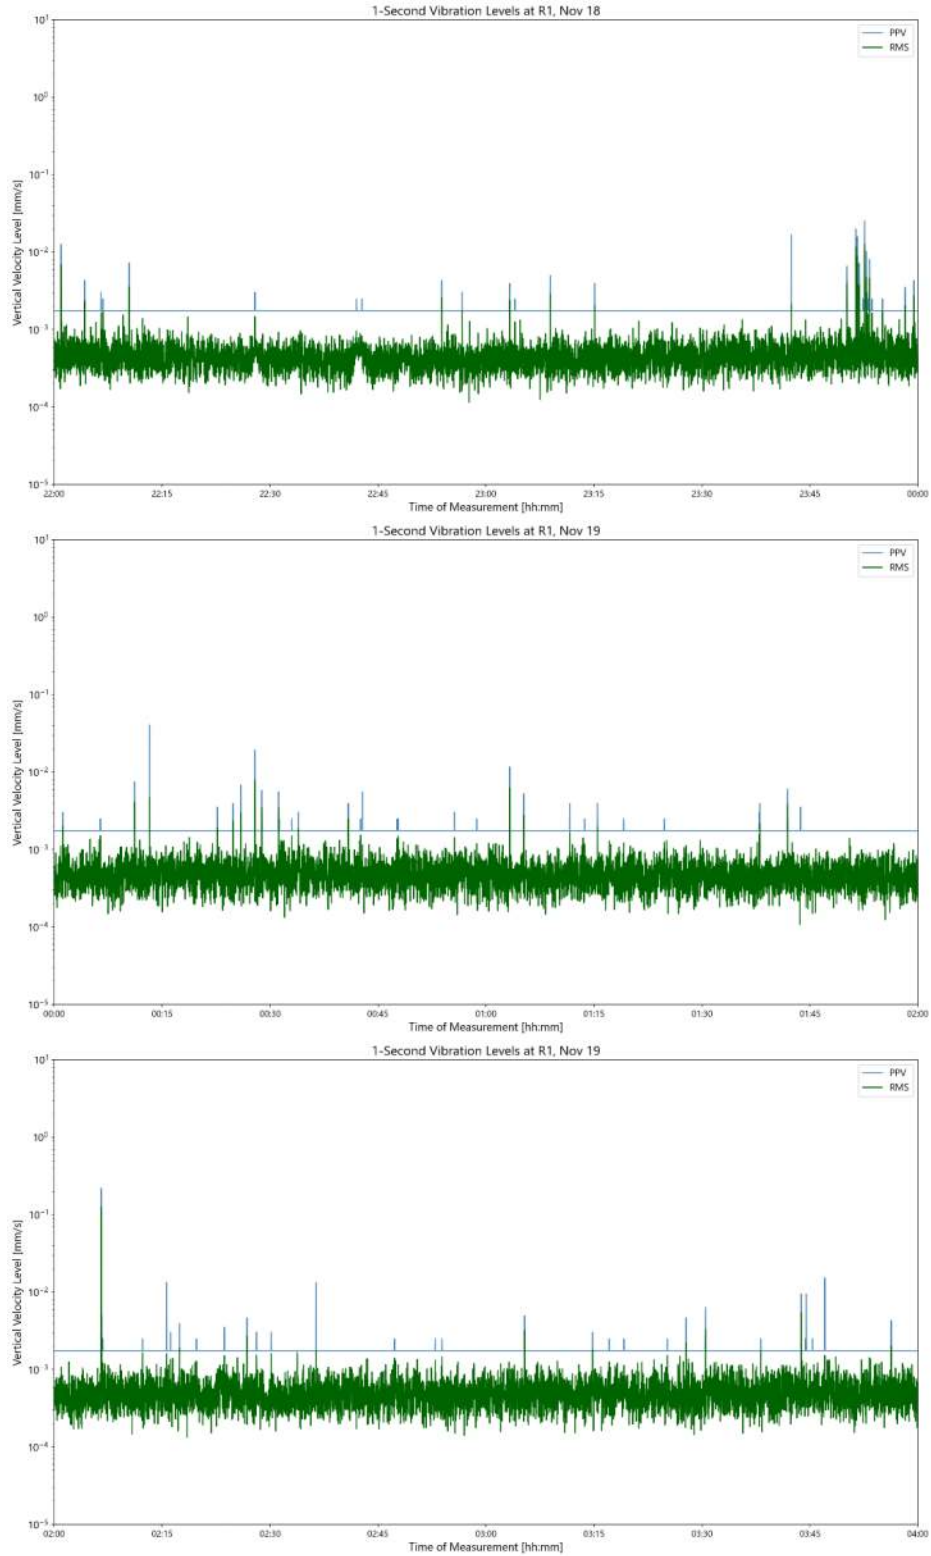 1-Second Vibration Levels at R1, Nov 18
PPV
RMS
Vertical Velocity Level [mm/s]
10¹
10⁰
10⁻¹
10⁻²
10⁻³
10⁻⁴
10⁻⁵
22:00 22:15 22:30 22:45 23:00 23:15 23:30 23:45 00:00
Time of Measurement [hh:mm]
1-Second Vibration Levels at R1, Nov 19
PPV
RMS
Vertical Velocity Level [mm/s]
10¹
10⁰
10⁻¹
10⁻²
10⁻³
10⁻⁴
10⁻⁵
00:00 00:15 00:30 00:45 01:00 01:15 01:30 01:45 02:00
Time of Measurement [hh:mm]
1-Second Vibration Levels at R1, Nov 19
PPV
RMS
Vertical Velocity Level [mm/s]
10¹
10⁰
10⁻¹
10⁻²
10⁻³
10⁻⁴
10⁻⁵
02:00 02:15 02:30 02:45 03:00 03:15 03:30 03:45 04:00
Time of Measurement [hh:mm]